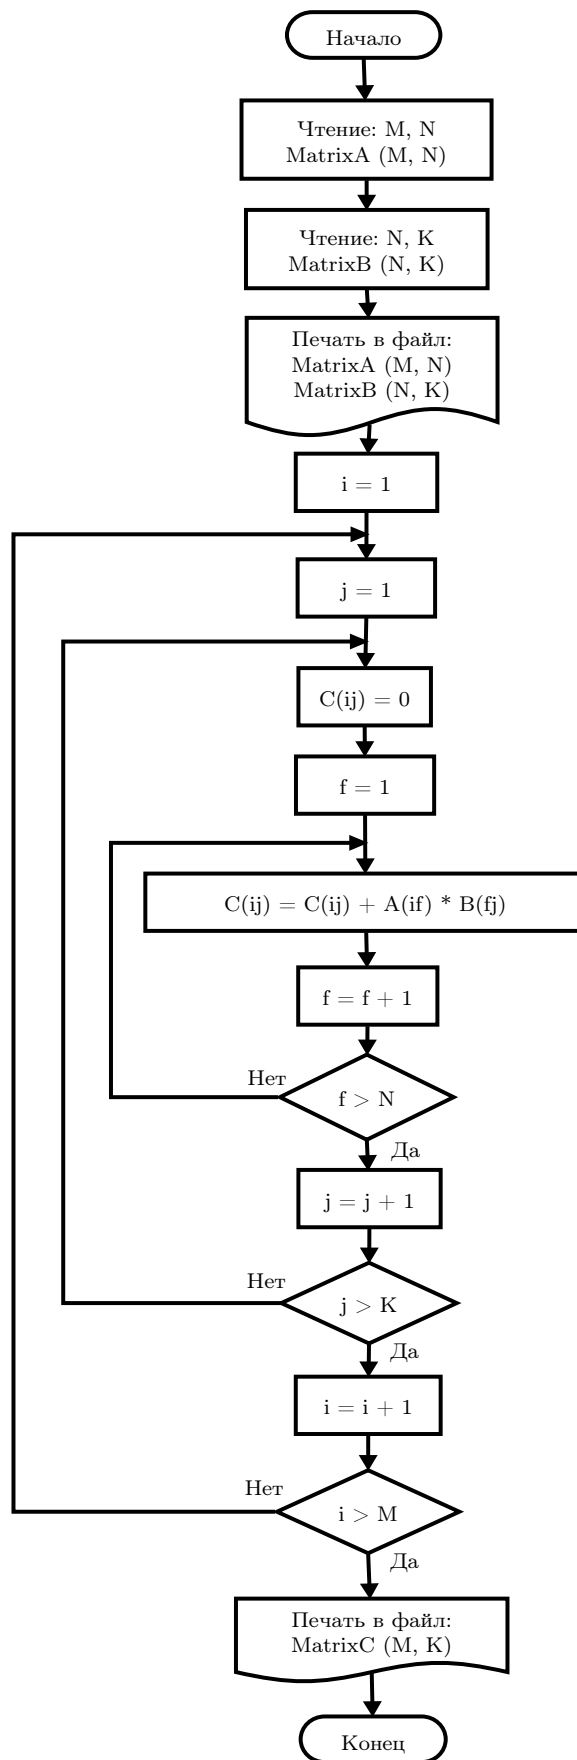 Начало
Чтение: M, N
MatrixA (M, N)
Чтение: N, K
MatrixB (N, K)
Печать в файл:
MatrixA (M, N)
MatrixB (N, K)
i = 1
j = 1
C(ij) = 0
f = 1
C(ij) = C(ij) + A(if) * B(fj)
f = f + 1
Нет
f > N
Да
j = j + 1
Нет
j > K
Да
i = i + 1
Нет
i > M
Да
Печать в файл:
MatrixC (M, K)
Конец